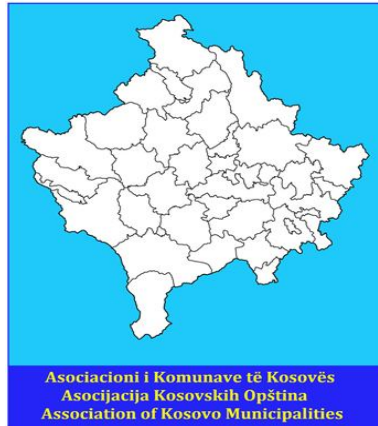 Asociacioni i Komunave të Kosovës
Asocijacija Kosovskih Opština
Association of Kosovo Municipalities